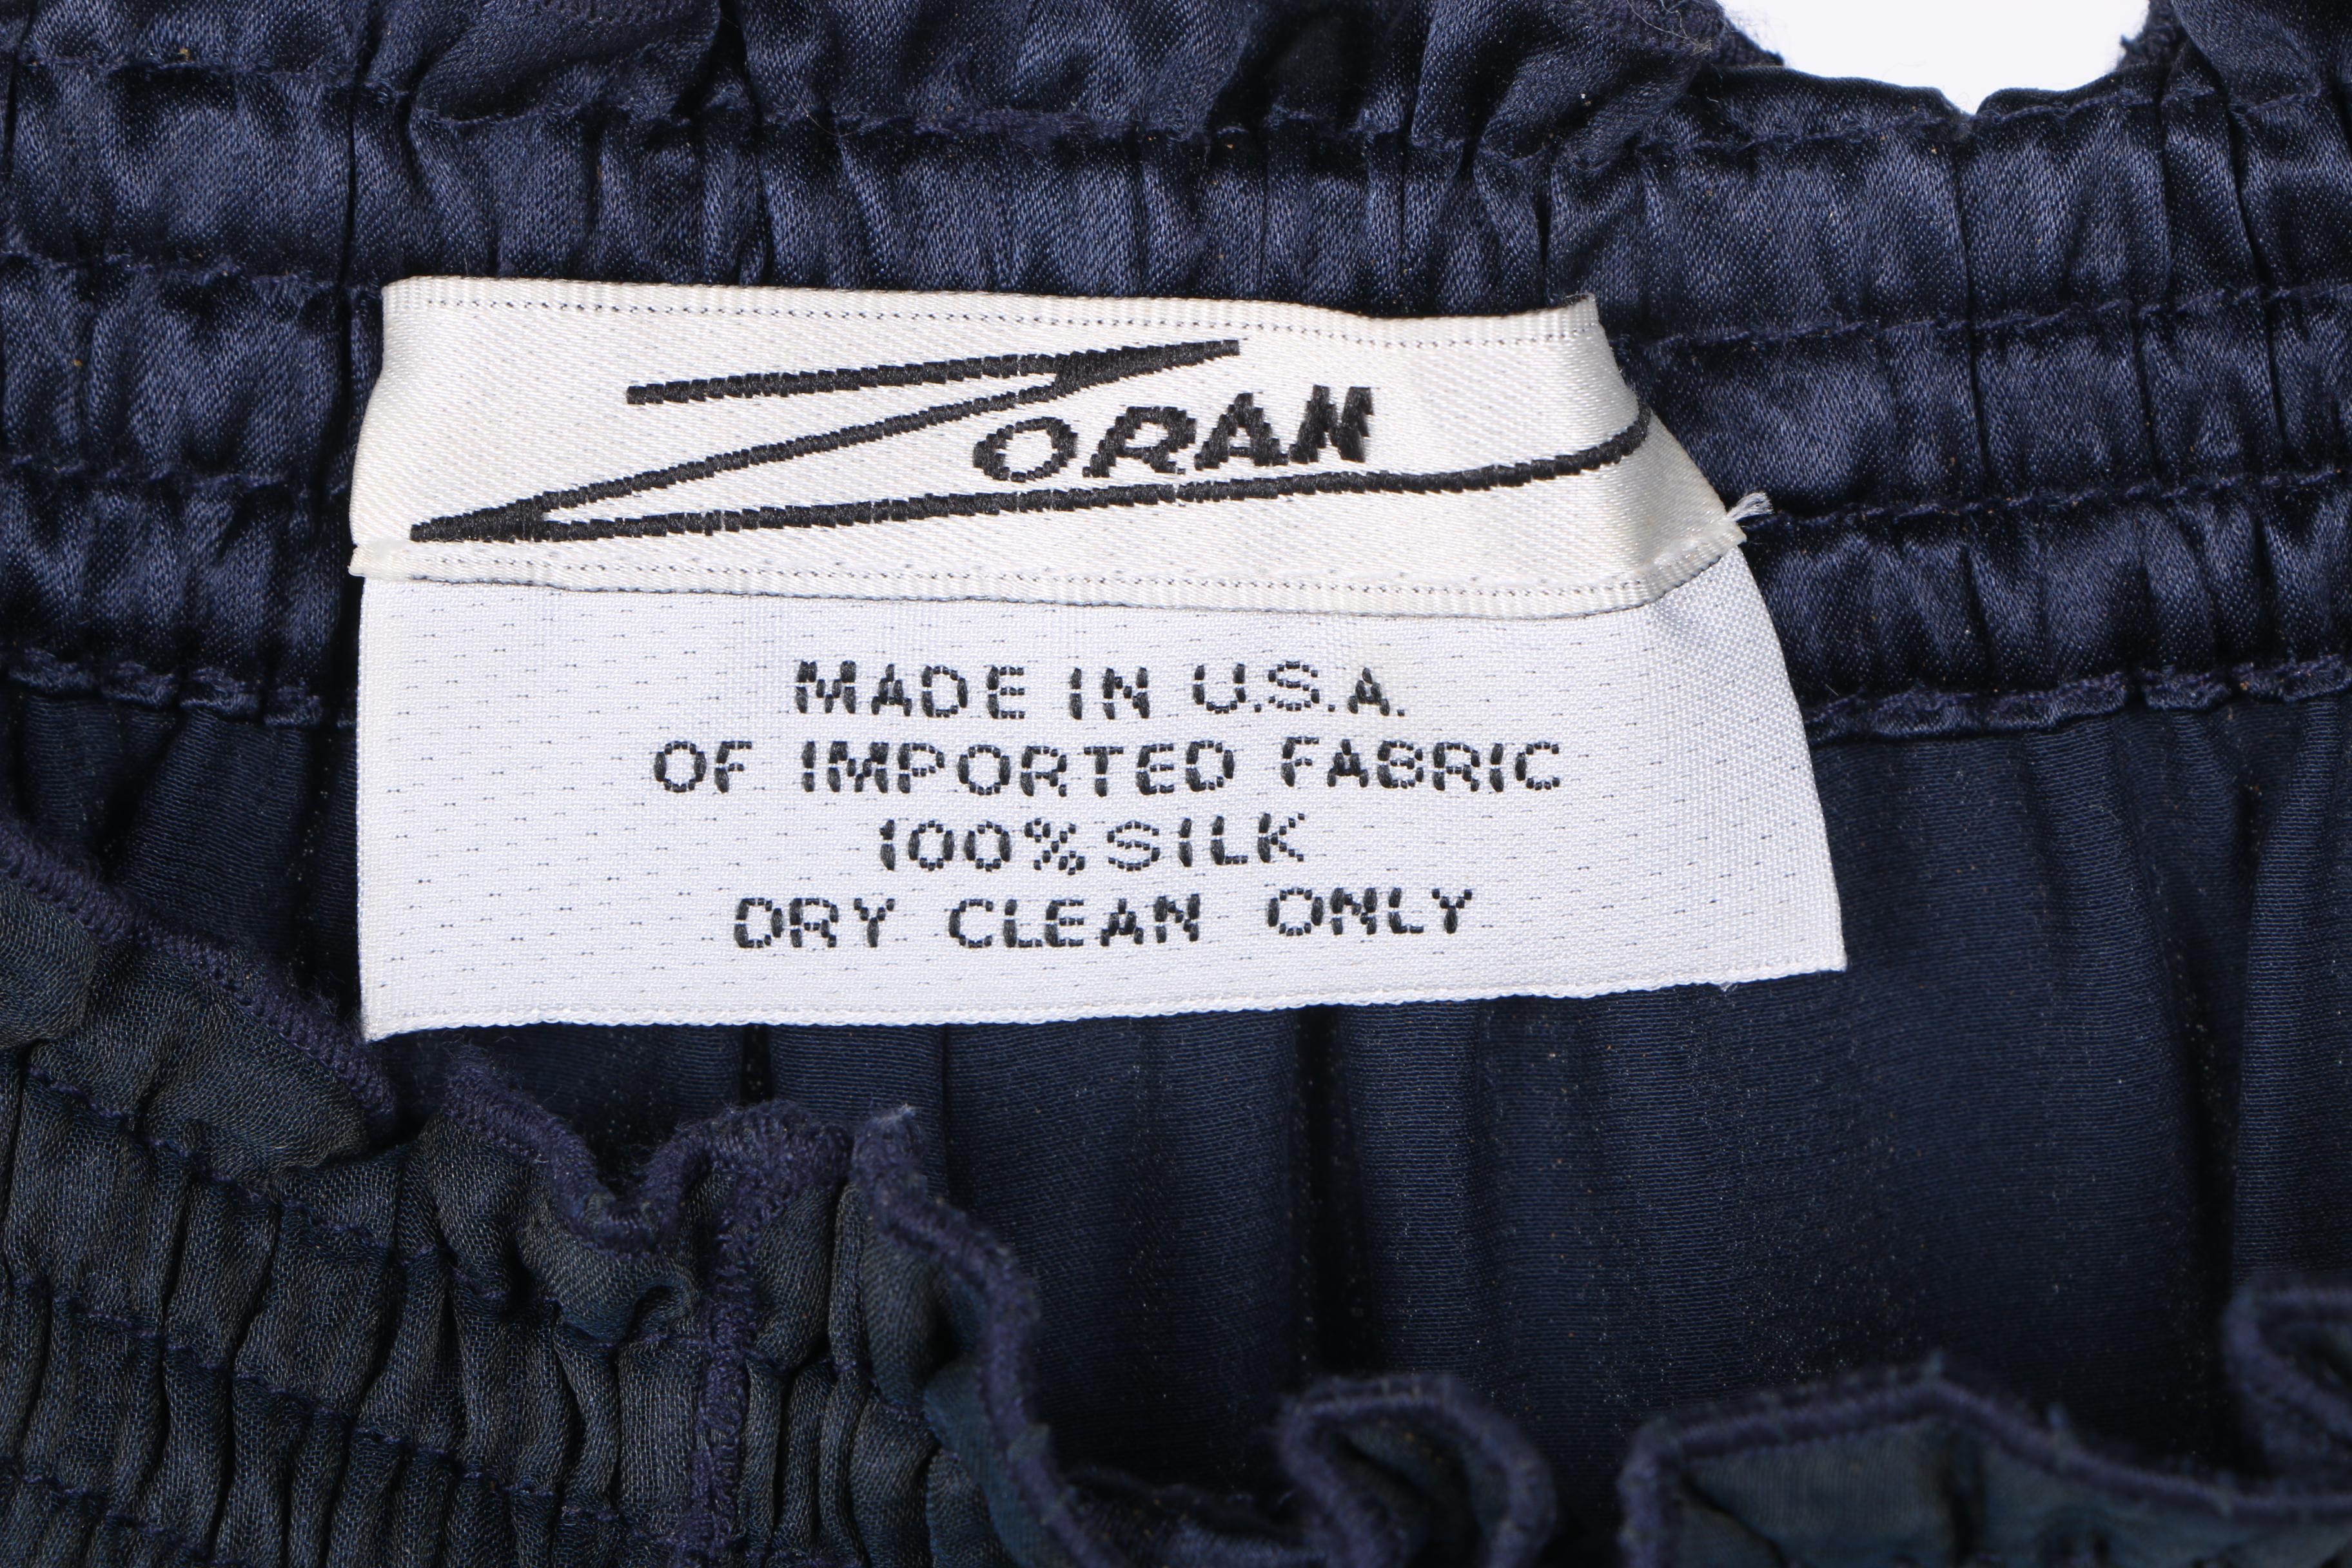 ZORAN
MADE IN U.S.A.
OF IMPORTED FABRIC
100% SILK
DRY CLEAN ONLY